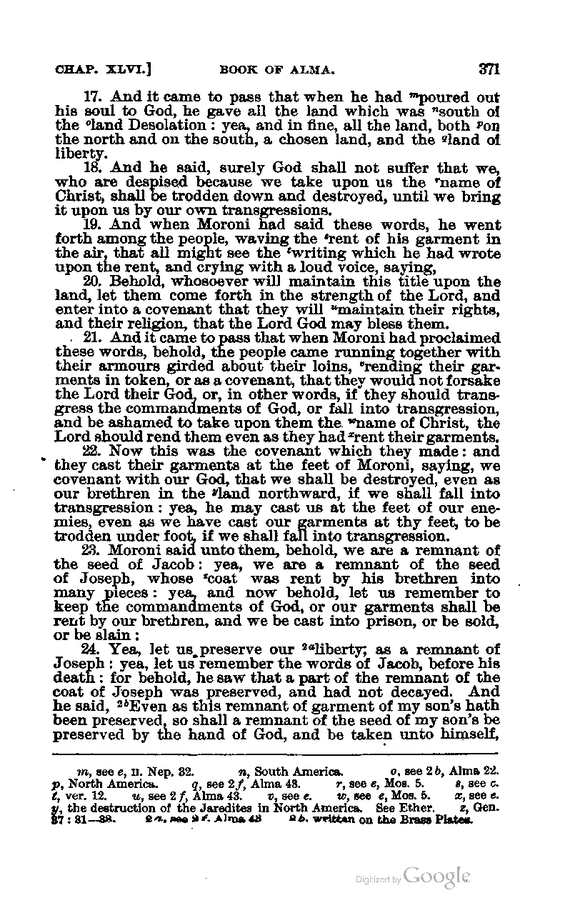 CHAP. XLVI.] BOOK OF ALMA. 371
17. And it came to pass that when he had ᵐpoured out
his soul to God, he gave all the land which was ⁿsouth of
the ᵒland Desolation : yea, and in fine, all the land, both ᵖon
the north and on the south, a chosen land, and the ᑫland of
liberty.
18. And he said, surely God shall not suffer that we,
who are despised because we take upon us the ʳname of
Christ, shall be trodden down and destroyed, until we bring
it upon us by our own transgressions.
19. And when Moroni had said these words, he went
forth among the people, waving the ˢrent of his garment in
the air, that all might see the ᵗwriting which he had wrote
upon the rent, and crying with a loud voice, saying,
20. Behold, whosoever will maintain this title upon the
land, let them come forth in the strength of the Lord, and
enter into a covenant that they will ᵘmaintain their rights,
and their religion, that the Lord God may bless them.
21. And it came to pass that when Moroni had proclaimed
these words, behold, the people came running together with
their armours girded about their loins, ᵛrending their gar-
ments in token, or as a covenant, that they would not forsake
the Lord their God, or, in other words, if they should trans-
gress the commandments of God, or fall into transgression,
and be ashamed to take upon them the ʷname of Christ, the
Lord should rend them even as they had ˣrent their garments.
22. Now this was the covenant which they made : and
they cast their garments at the feet of Moroni, saying, we
covenant with our God, that we shall be destroyed, even as
our brethren in the ʸland northward, if we shall fall into
transgression : yea, he may cast us at the feet of our ene-
mies, even as we have cast our garments at thy feet, to be
trodden under foot, if we shall fall into transgression.
23. Moroni said unto them, behold, we are a remnant of
the seed of Jacob : yea, we are a remnant of the seed
of Joseph, whose ᶻcoat was rent by his brethren into
many pieces : yea, and now behold, let us remember to
keep the commandments of God, or our garments shall be
rent by our brethren, and we be cast into prison, or be sold,
or be slain :
24. Yea, let us preserve our ²ᵃliberty, as a remnant of
Joseph : yea, let us remember the words of Jacob, before his
death : for behold, he saw that a part of the remnant of the
coat of Joseph was preserved, and had not decayed. And
he said, ²ᵇEven as this remnant of garment of my son's hath
been preserved, so shall a remnant of the seed of my son's be
preserved by the hand of God, and be taken unto himself,
m, see e, II. Nep. 32. n, South America. o, see 2 b, Alma 22.
p, North America. q, see 2 f, Alma 43. r, see e, Mos. 5. s, see c.
t, ver. 12. u, see 2 f, Alma 43. v, see e. w, see e, Mos. 5. x, see e.
y, the destruction of the Jaredites in North America. See Ether. z, Gen.
37 : 31—33. 2 a, see 2 f, Alma 43 2 b, written on the Brass Plates.
Digitized by Google